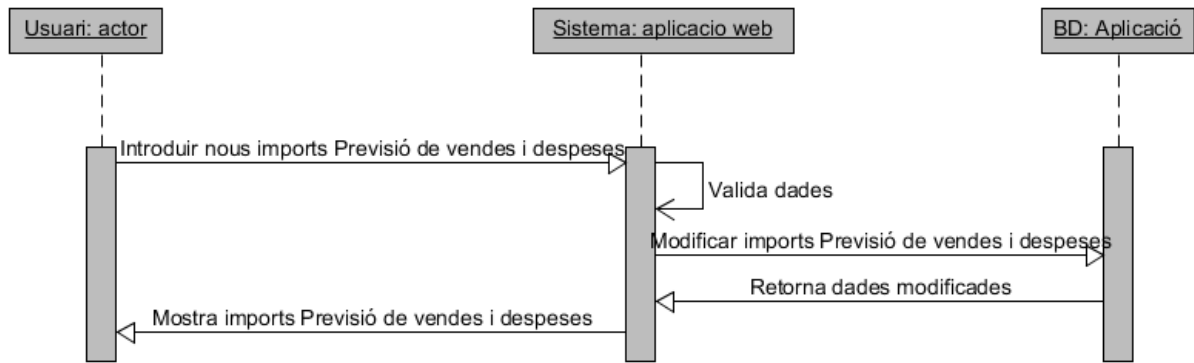 Usuari: actor
Sistema: aplicacio web
BD: Aplicació
Introduir nous imports Previsió de vendes i despeses
Valida dades
Modificar imports Previsió de vendes i despeses
Retorna dades modificades
Mostra imports Previsió de vendes i despeses